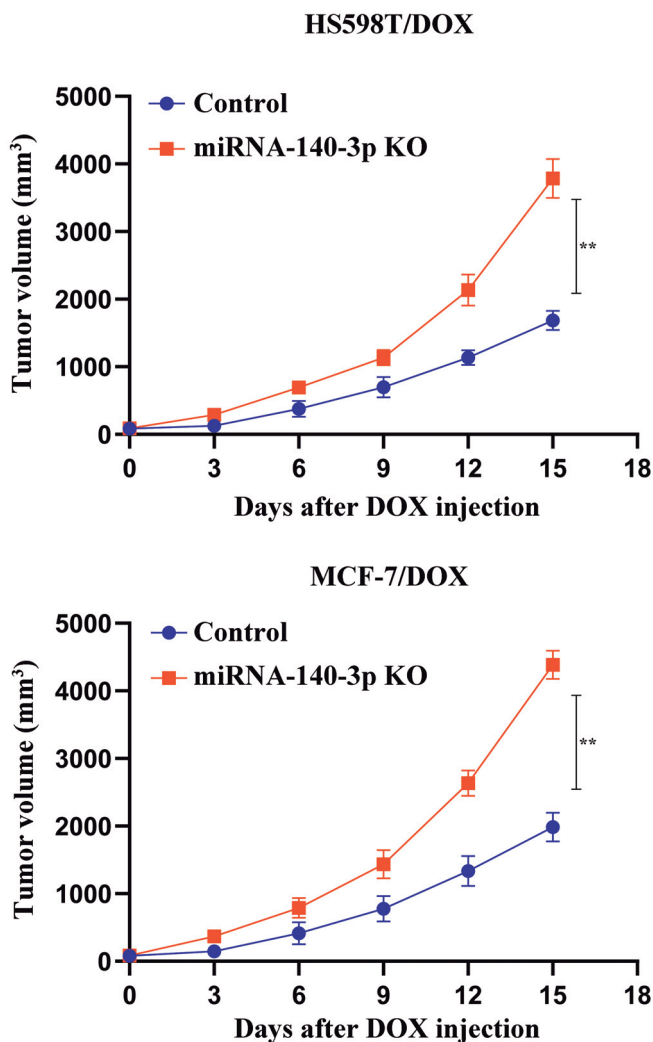 HS598T/DOX
Control
miRNA-140-3p KO
Tumor volume (mm³)
5000
4000
3000
2000
1000
0
**
0 3 6 9 12 15 18
Days after DOX injection
MCF-7/DOX
Control
miRNA-140-3p KO
Tumor volume (mm³)
5000
4000
3000
2000
1000
0
**
0 3 6 9 12 15 18
Days after DOX injection